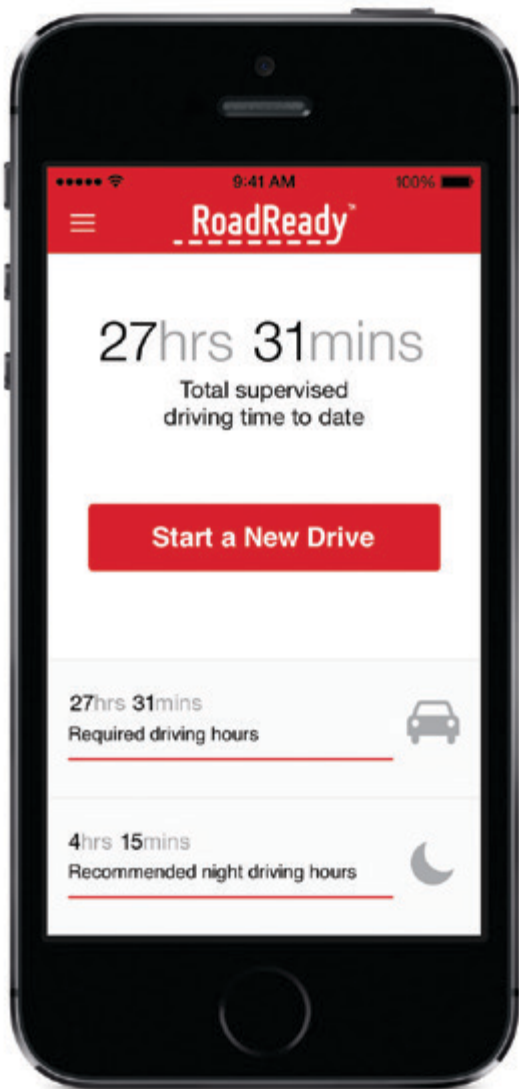 9:41 AM 100%
RoadReady™
27hrs 31mins
Total supervised
driving time to date
Start a New Drive
27hrs 31mins
Required driving hours
4hrs 15mins
Recommended night driving hours